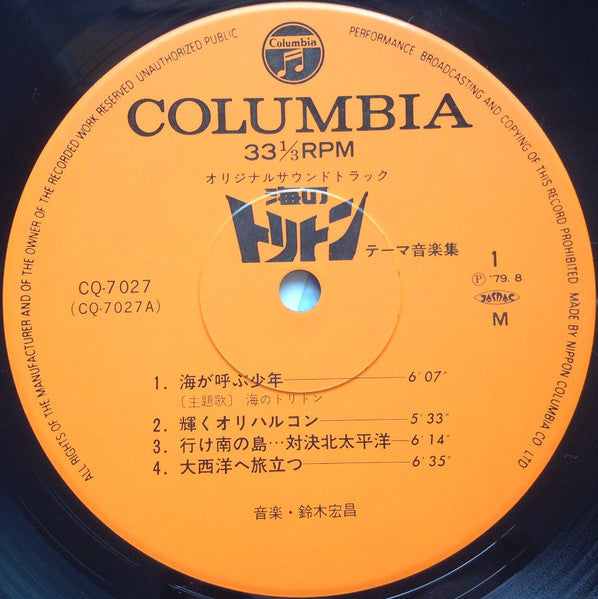 Columbia
COLUMBIA
33 1/3 RPM
オリジナルサウンドトラック
海のトリトン
テーマ音楽集
CQ-7027
(CQ-7027A)
1
Ⓟ '79. 8
JASRAC
M
1. 海が呼ぶ少年 6′07″
〔主題歌〕 海のトリトン
2. 輝くオリハルコン 5′33″
3. 行け南の島…対決北太平洋 6′14″
4. 大西洋へ旅立つ 6′35″
音楽・鈴木宏昌
ALL RIGHTS OF THE MANUFACTURER AND OF THE OWNER OF THE RECORDED WORK RESERVED UNAUTHORIZED PUBLIC PERFORMANCE BROADCASTING AND COPYING OF THIS RECORD PROHIBITED MADE BY NIPPON COLUMBIA CO. LTD